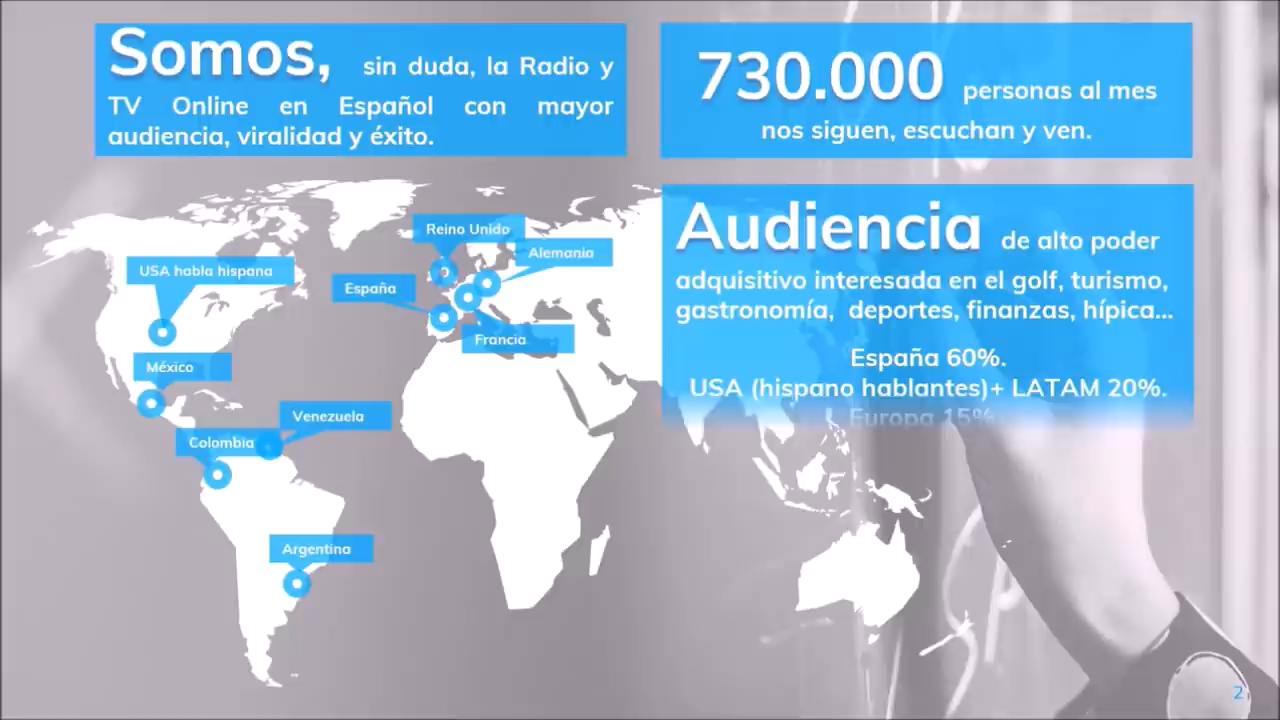 Somos, sin duda, la Radio y
TV Online en Español con mayor
audiencia, viralidad y éxito.
730.000 personas al mes
nos siguen, escuchan y ven.
Audiencia de alto poder
adquisitivo interesada en el golf, turismo,
gastronomía, deportes, finanzas, hípica...
España 60%.
USA (hispano hablantes)+ LATAM 20%.
Europa 15%
Reino Unido
Alemania
USA habla hispana
España
Francia
México
Venezuela
Colombia
Argentina
2